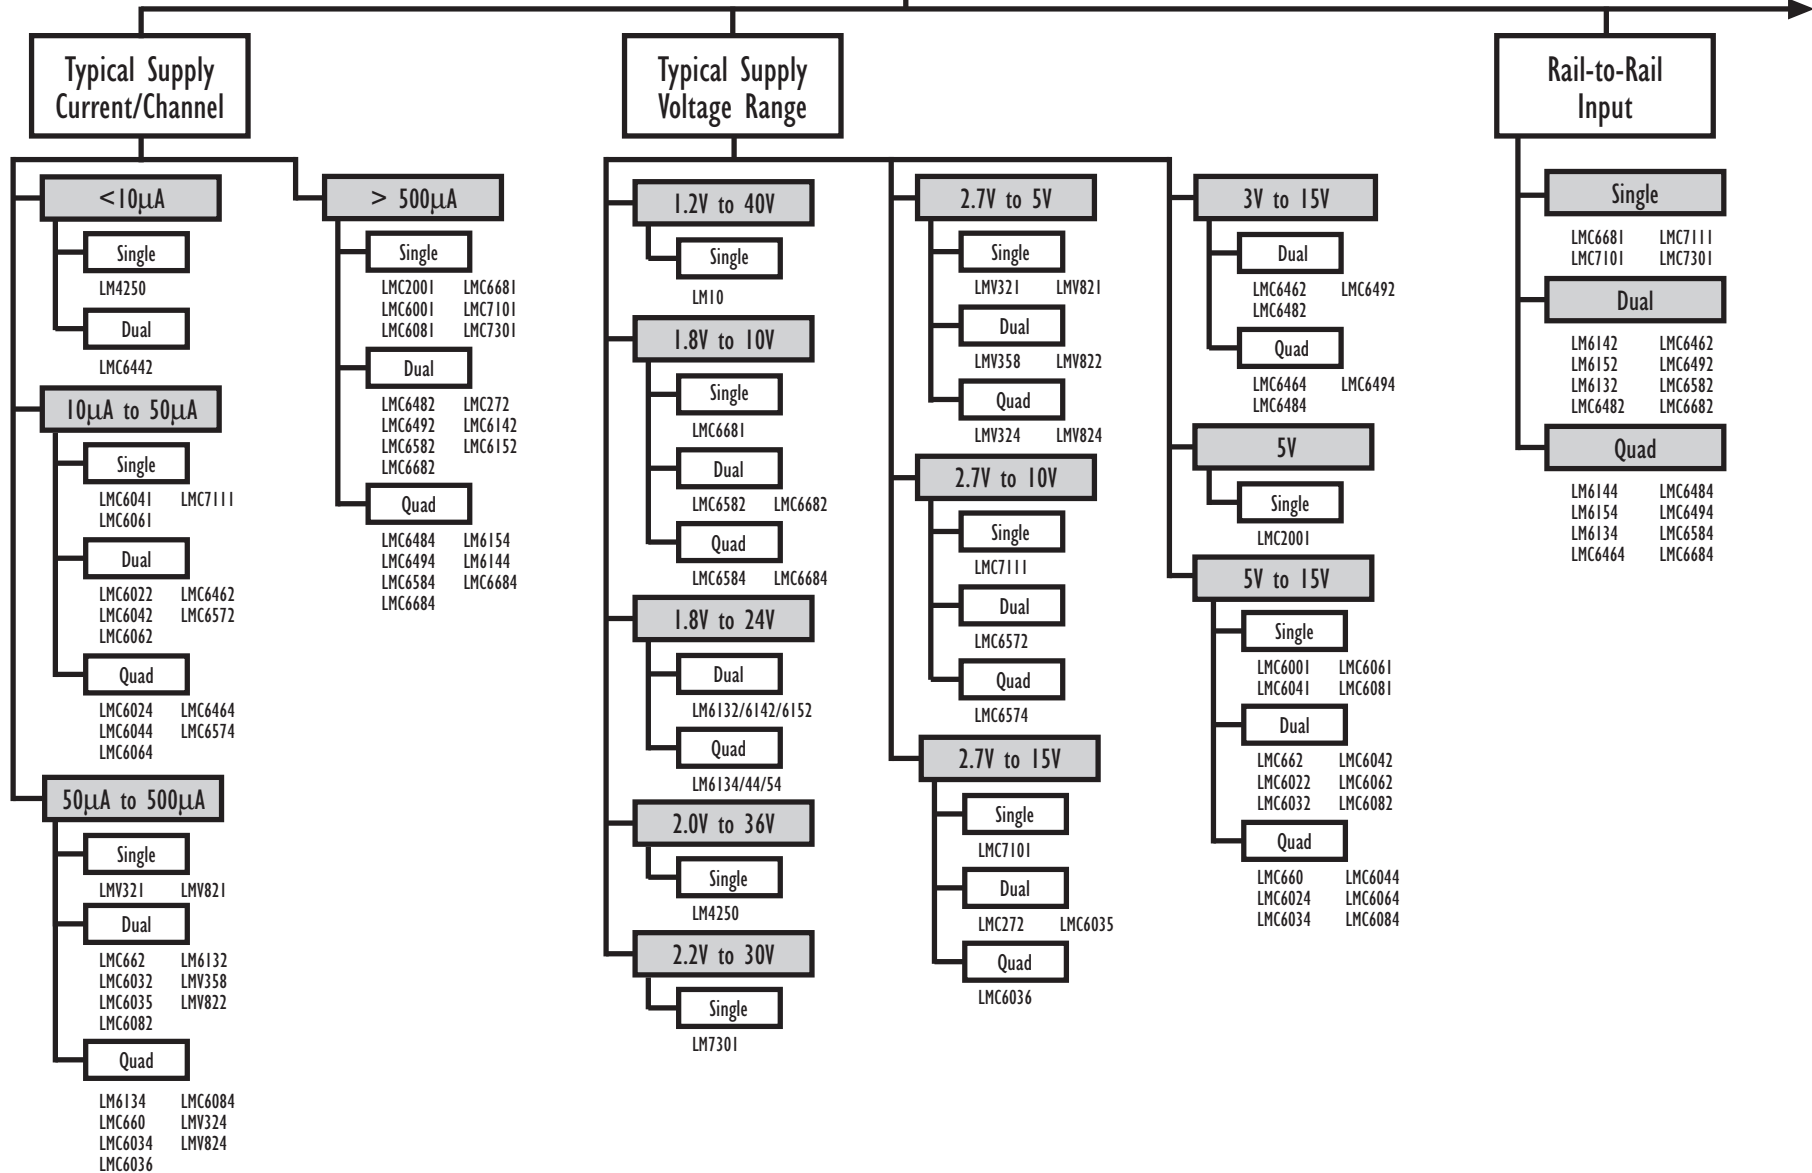 Typical Supply
Current/Channel
<10µA
Single
LM4250
Dual
LMC6442
10µA to 50µA
Single
LMC6041 LMC7111
LMC6061
Dual
LMC6022 LMC6462
LMC6042 LMC6572
LMC6062
Quad
LMC6024 LMC6464
LMC6044 LMC6574
LMC6064
50µA to 500µA
Single
LMV321 LMV821
Dual
LMC662 LM6132
LMC6032 LMV358
LMC6035 LMV822
LMC6082
Quad
LM6134 LMC6084
LMC660 LMV324
LMC6034 LMV824
LMC6036
> 500µA
Single
LMC2001 LMC6681
LMC6001 LMC7101
LMC6081 LMC7301
Dual
LMC6482 LMC272
LMC6492 LMC6142
LMC6582 LMC6152
LMC6682
Quad
LMC6484 LM6154
LMC6494 LM6144
LMC6584 LMC6684
LMC6684
Typical Supply
Voltage Range
1.2V to 40V
Single
LM10
1.8V to 10V
Single
LMC6681
Dual
LMC6582 LMC6682
Quad
LMC6584 LMC6684
1.8V to 24V
Dual
LM6132/6142/6152
Quad
LM6134/44/54
2.0V to 36V
Single
LM4250
2.2V to 30V
Single
LM7301
2.7V to 5V
Single
LMV321 LMV821
Dual
LMV358 LMV822
Quad
LMV324 LMV824
2.7V to 10V
Single
LMC7111
Dual
LMC6572
Quad
LMC6574
2.7V to 15V
Single
LMC7101
Dual
LMC272 LMC6035
Quad
LMC6036
3V to 15V
Dual
LMC6462 LMC6492
LMC6482
Quad
LMC6464 LMC6494
LMC6484
5V
Single
LMC2001
5V to 15V
Single
LMC6001 LMC6061
LMC6041 LMC6081
Dual
LMC662 LMC6042
LMC6022 LMC6062
LMC6032 LMC6082
Quad
LMC660 LMC6044
LMC6024 LMC6064
LMC6034 LMC6084
Rail-to-Rail
Input
Single
LMC6681 LMC7111
LMC7101 LMC7301
Dual
LM6142 LMC6462
LM6152 LMC6492
LM6132 LMC6582
LMC6482 LMC6682
Quad
LM6144 LMC6484
LM6154 LMC6494
LM6134 LMC6584
LMC6464 LMC6684